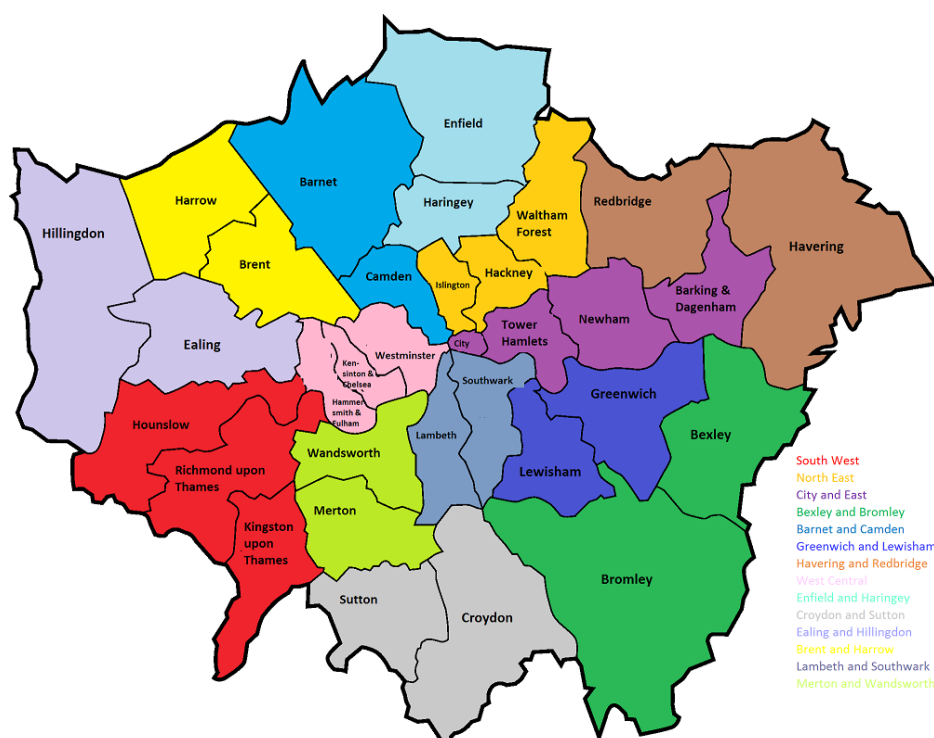 Enfield
Barnet
Haringey
Harrow
Waltham
Forest
Redbridge
Hillingdon
Havering
Brent
Camden
Islington
Hackney
Barking &
Dagenham
Ealing
City
Tower
Hamlets
Newham
Westminster
Ken-
sinton &
Chelsea
Hammer
smith &
Fulham
Southwark
Greenwich
Hounslow
Lambeth
Bexley
Wandsworth
Richmond upon
Thames
Lewisham
Merton
Kingston
upon
Thames
Sutton
Croydon
Bromley
South West
North East
City and East
Bexley and Bromley
Barnet and Camden
Greenwich and Lewisham
Havering and Redbridge
West Central
Enfield and Haringey
Croydon and Sutton
Ealing and Hillingdon
Brent and Harrow
Lambeth and Southwark
Merton and Wandsworth